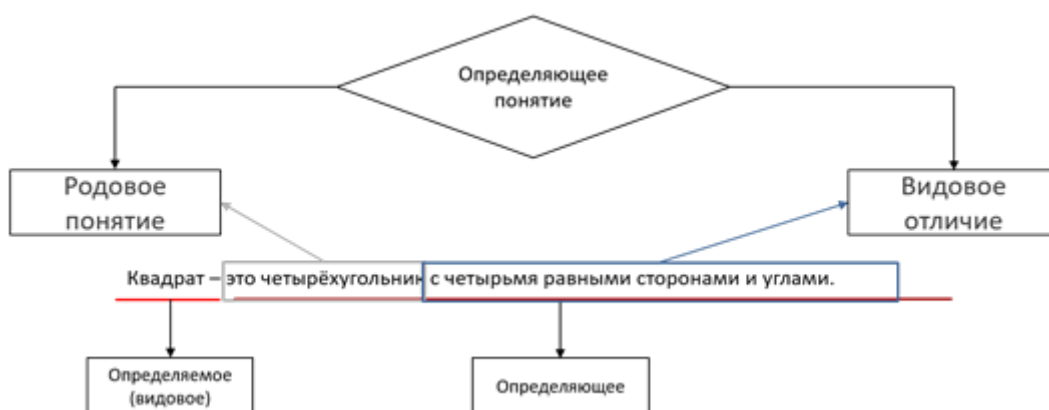 Определяющее
понятие
Родовое
понятие
Видовое
отличие
Квадрат – это четырёхугольник с четырьмя равными сторонами и углами.
Определяемое
(видовое)
Определяющее